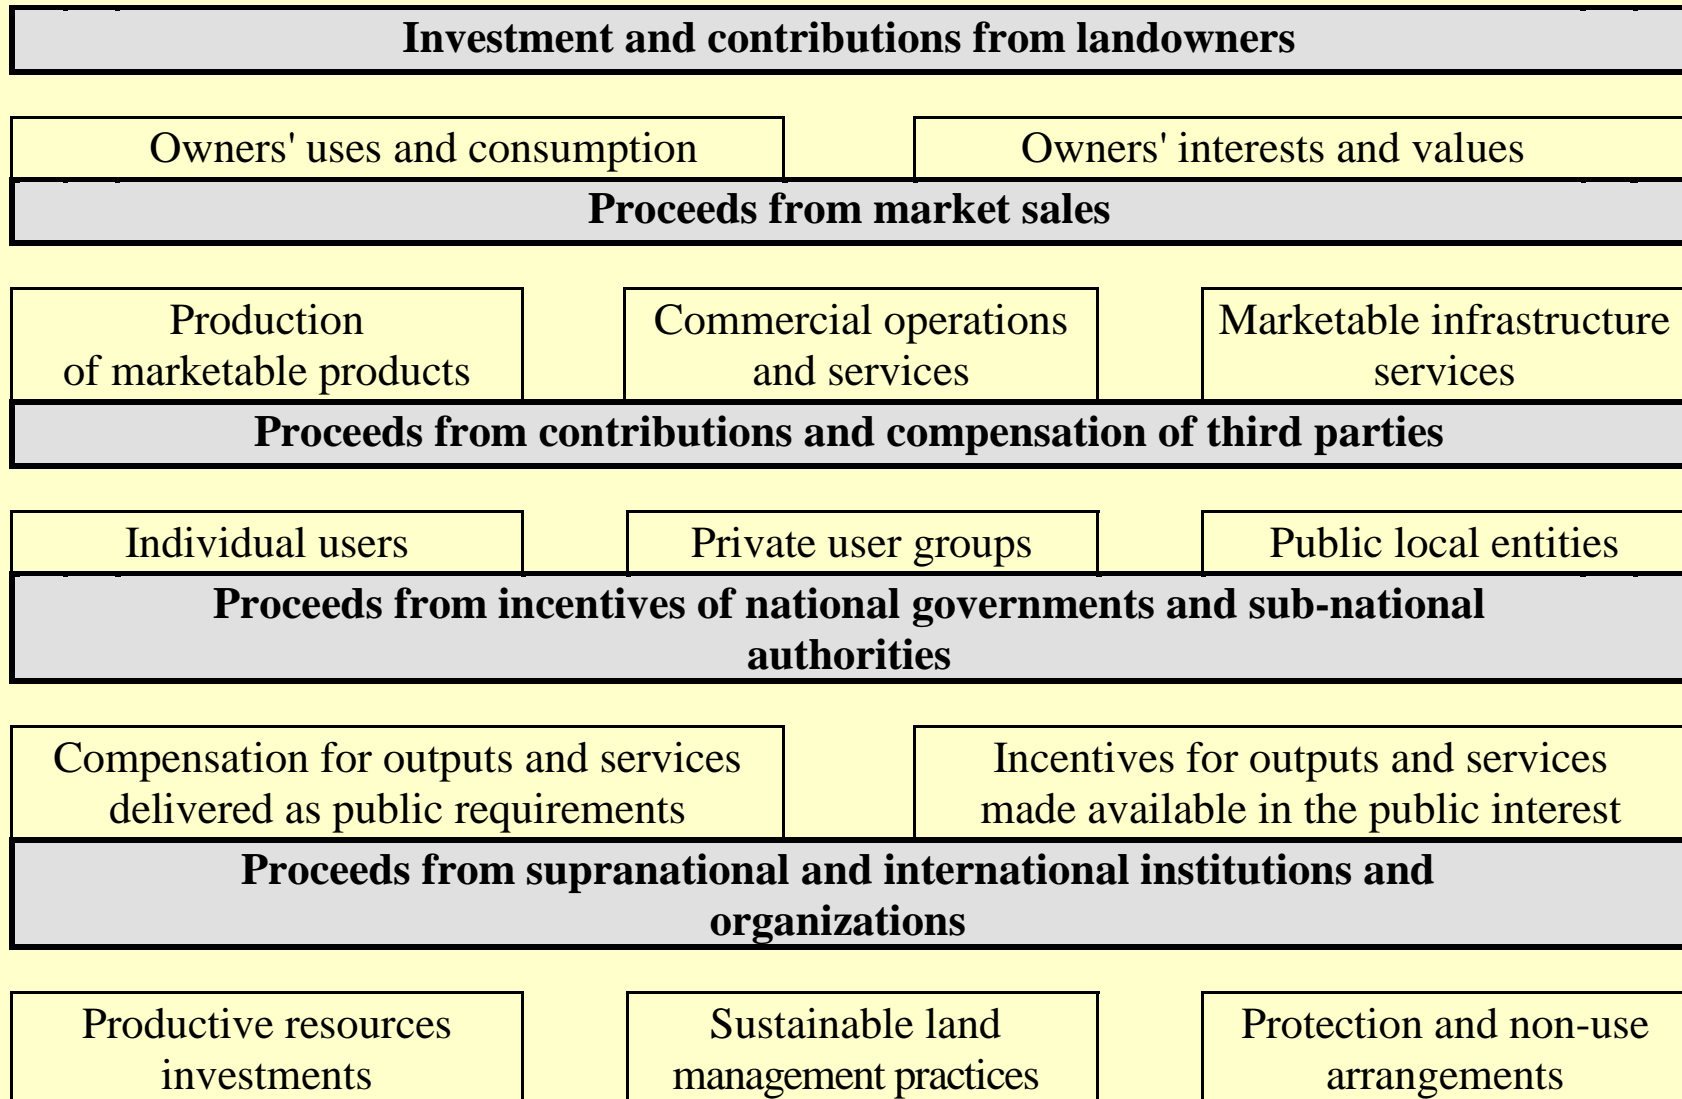 Investment and contributions from landowners
Owners' uses and consumption
Owners' interests and values
Proceeds from market sales
Production
of marketable products
Commercial operations
and services
Marketable infrastructure
services
Proceeds from contributions and compensation of third parties
Individual users
Private user groups
Public local entities
Proceeds from incentives of national governments and sub-national
authorities
Compensation for outputs and services
delivered as public requirements
Incentives for outputs and services
made available in the public interest
Proceeds from supranational and international institutions and
organizations
Productive resources
investments
Sustainable land
management practices
Protection and non-use
arrangements